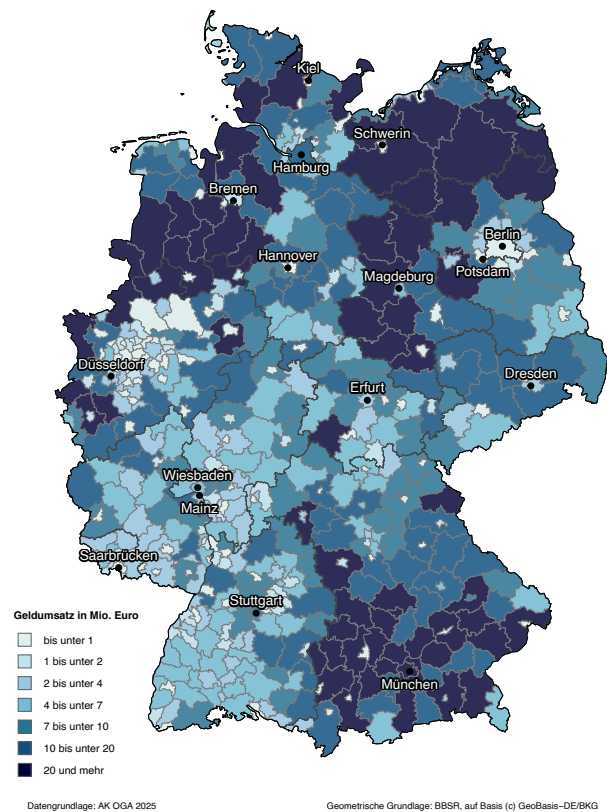 Kiel
Schwerin
Hamburg
Bremen
Berlin
Hannover
Potsdam
Magdeburg
Düsseldorf
Dresden
Erfurt
Wiesbaden
Mainz
Saarbrücken
Stuttgart
München
Geldumsatz in Mio. Euro
bis unter 1
1 bis unter 2
2 bis unter 4
4 bis unter 7
7 bis unter 10
10 bis unter 20
20 und mehr
Datengrundlage: AK OGA 2025 Geometrische Grundlage: BBSR, auf Basis (c) GeoBasis−DE/BKG